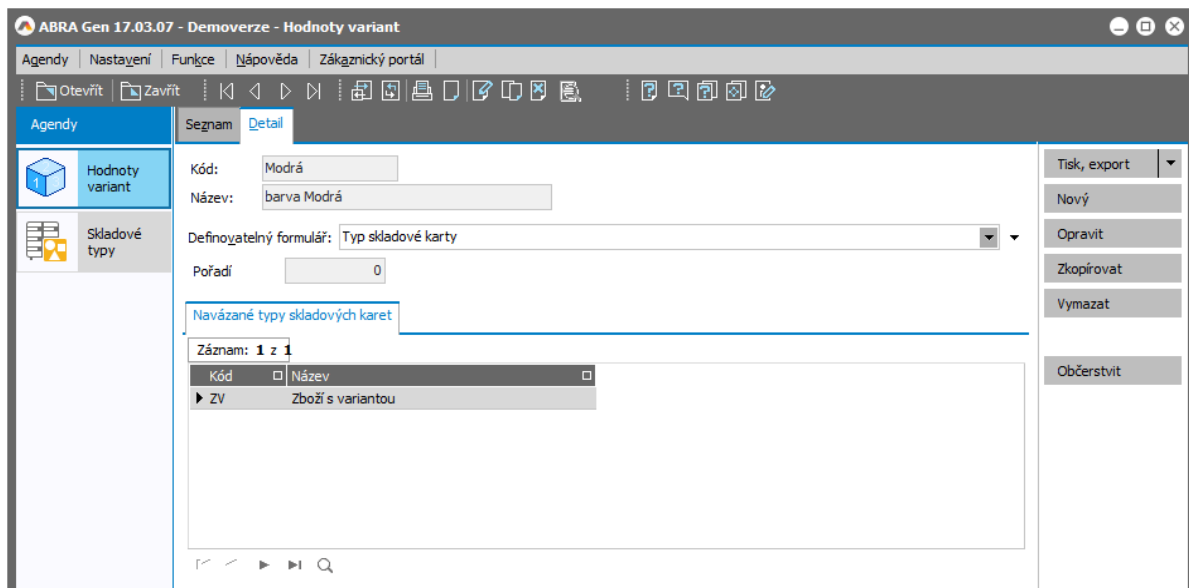 ABRA Gen 17.03.07 - Demoverze - Hodnoty variant
Agendy Nastavení Funkce Nápověda Zákaznický portál
Otevřít Zavřít
Agendy
Hodnoty
variant
Skladové
typy
Seznam Detail
Kód: Modrá
Název: barva Modrá
Definovatelný formulář: Typ skladové karty
Pořadí 0
Navázané typy skladových karet
Záznam: 1 z 1
Kód Název
ZV Zboží s variantou
Tisk, export
Nový
Opravit
Zkopírovat
Vymazat
Občerstvit